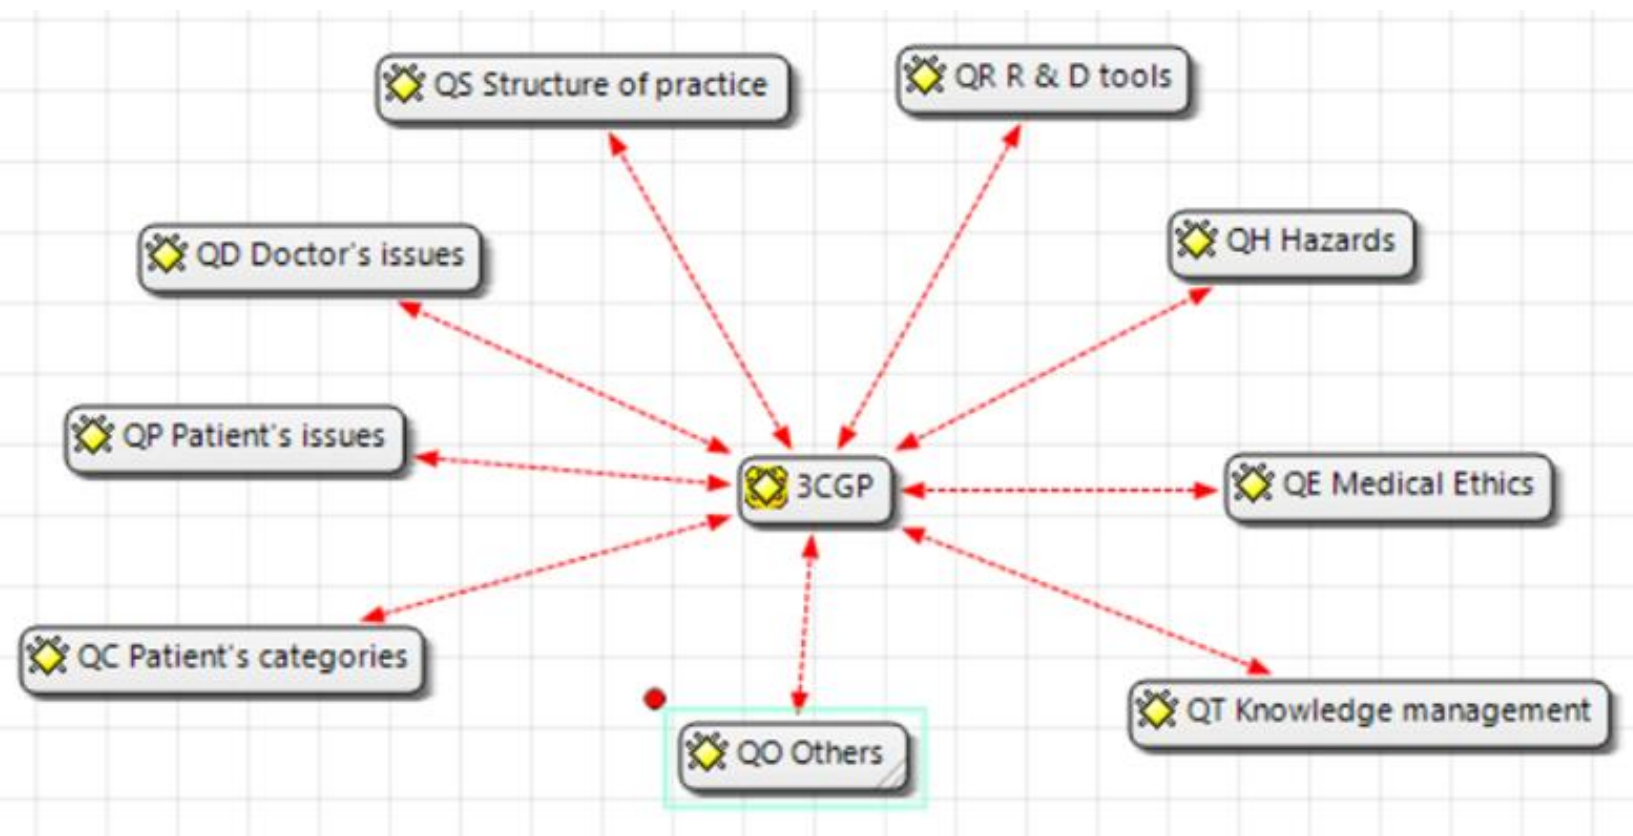 QS Structure of practice
QR R & D tools
QD Doctor's issues
QH Hazards
QP Patient's issues
3CGP
QE Medical Ethics
QC Patient's categories
QT Knowledge management
QO Others